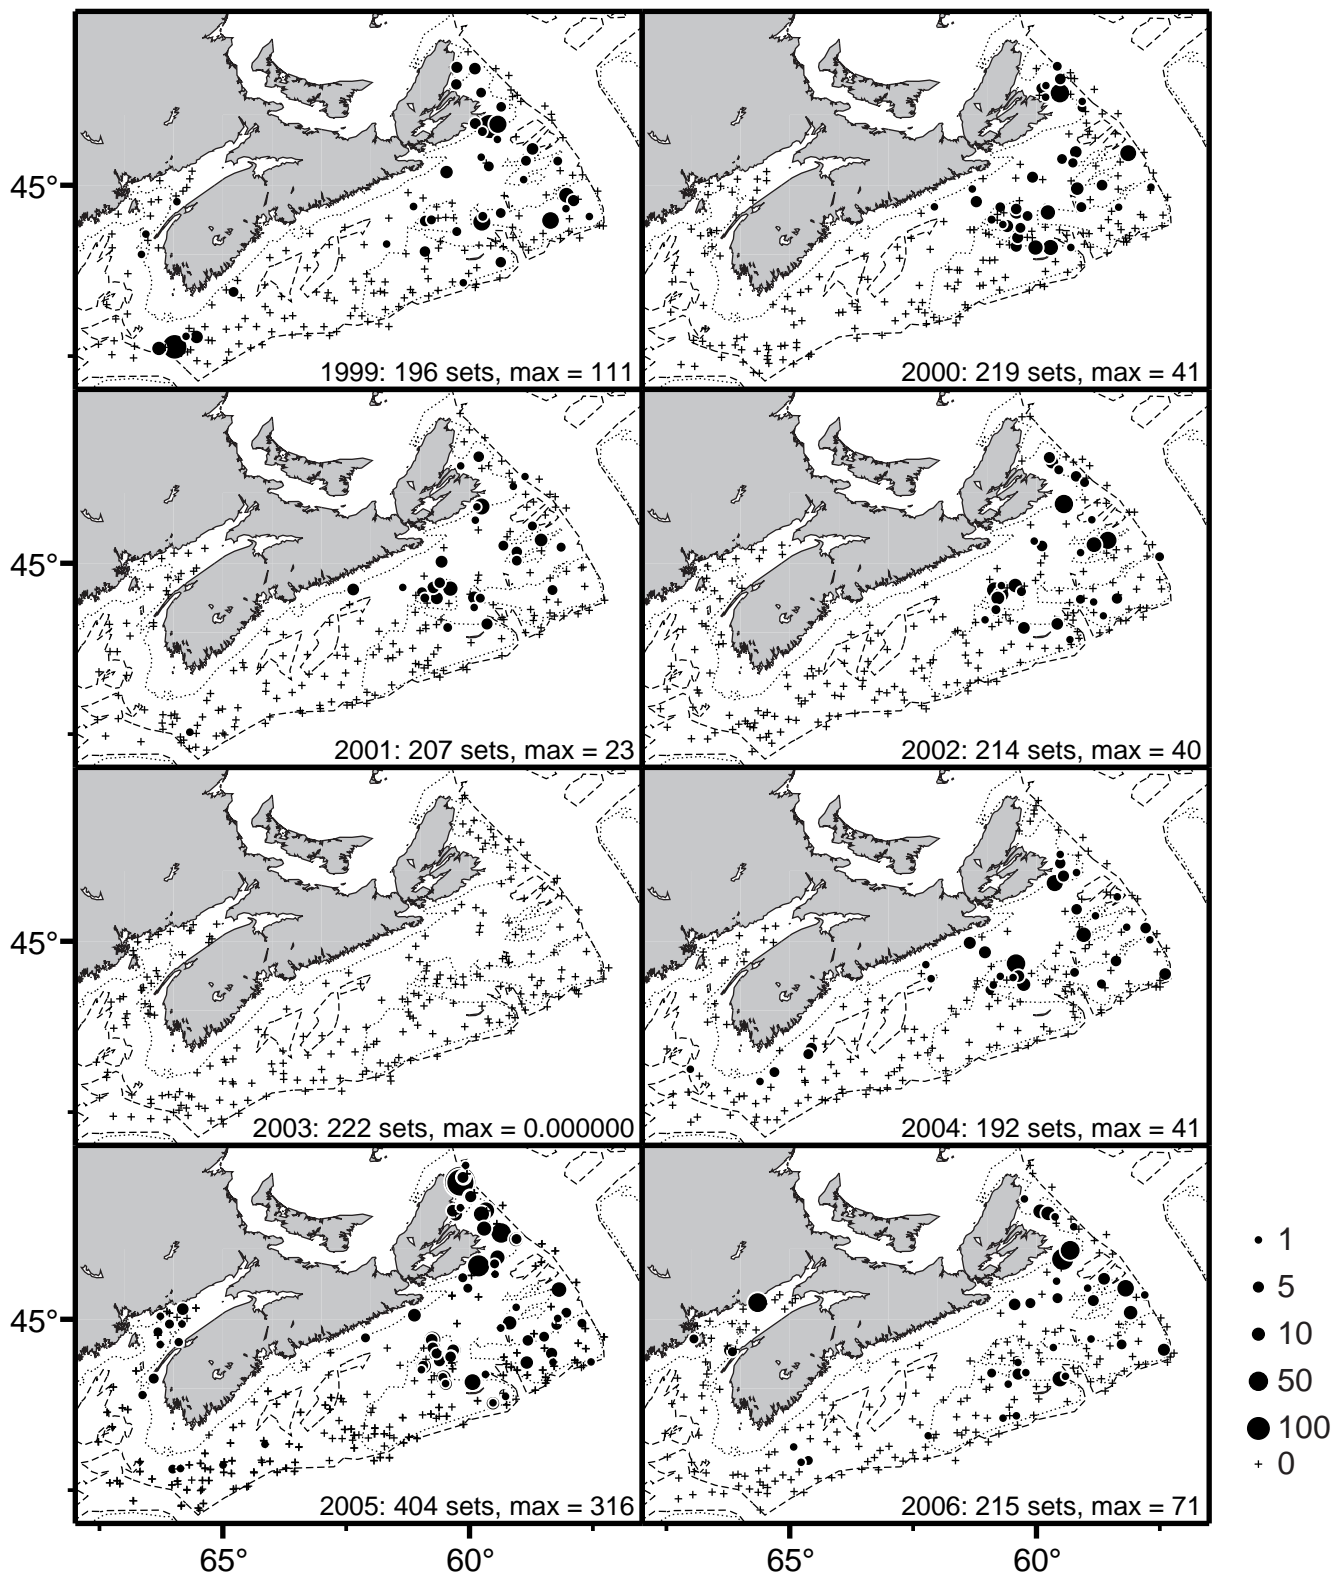 45°
1999: 196 sets, max = 111
2000: 219 sets, max = 41
45°
2001: 207 sets, max = 23
2002: 214 sets, max = 40
45°
2003: 222 sets, max = 0.000000
2004: 192 sets, max = 41
45°
2005: 404 sets, max = 316
2006: 215 sets, max = 71
1
5
10
50
100
0
65°
60°
65°
60°